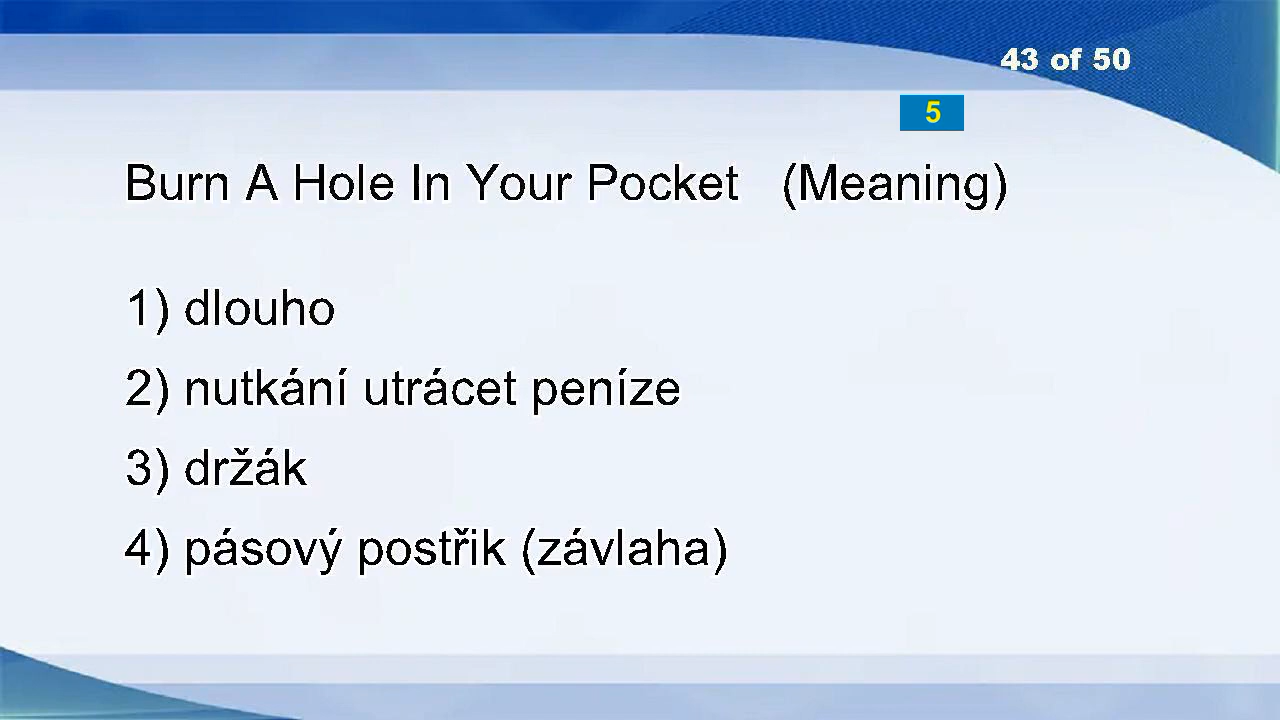 43 of 50
5
Burn A Hole In Your Pocket (Meaning)
1) dlouho
2) nutkání utrácet peníze
3) držák
4) pásový postřik (závlaha)